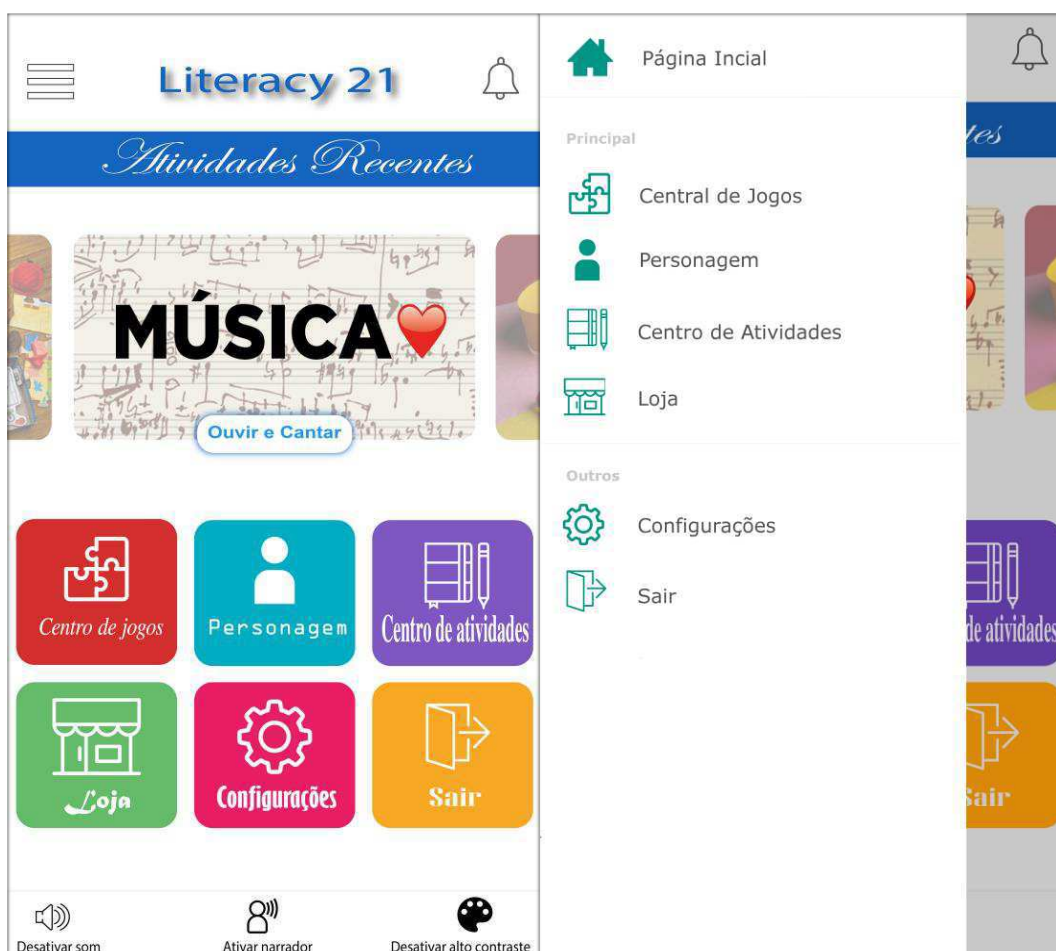 Literacy 21
Atividades Recentes
MÚSICA
Ouvir e Cantar
Centro de jogos
Personagem
Centro de atividades
Loja
Configurações
Sair
Desativar som
Ativar narrador
Desativar alto contraste
Página Incial
Principal
Central de Jogos
Personagem
Centro de Atividades
Loja
Outros
Configurações
Sair
tes
de atividades
Sair